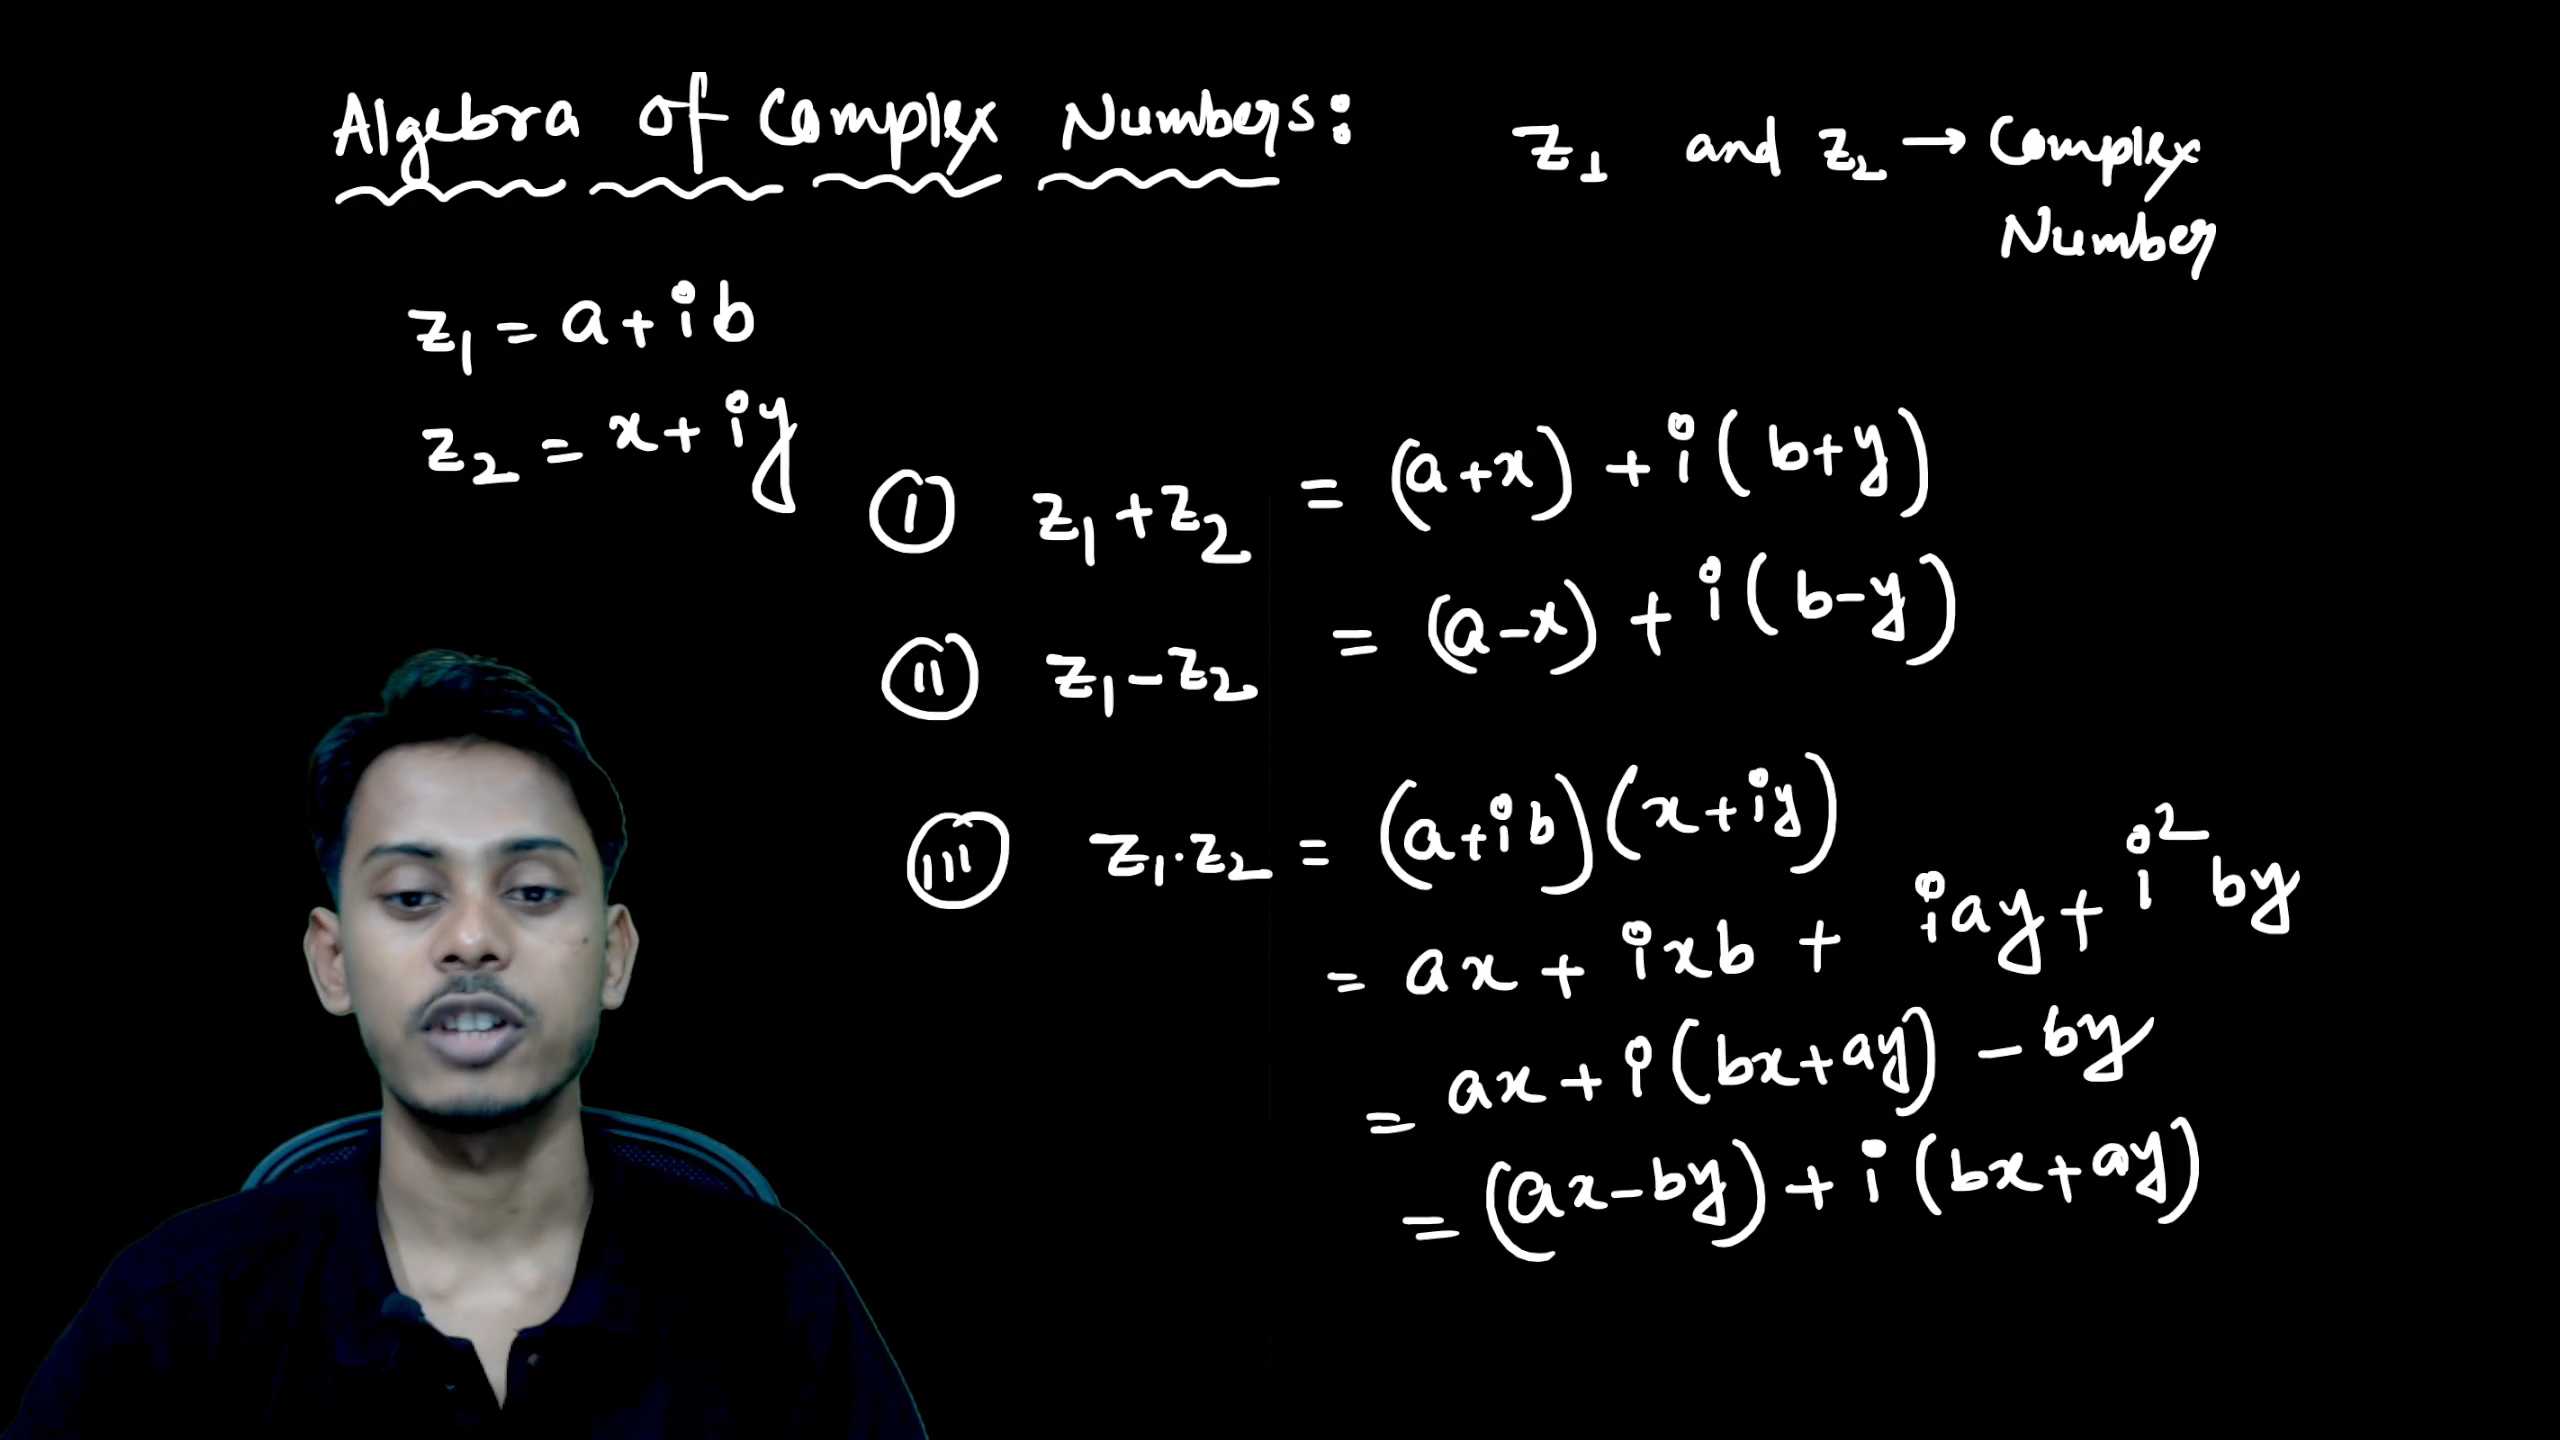 Algebra of Complex Numbers:
z₁ and z₂ → Complex
Number
z₁ = a + ib
z₂ = x + iy
(I) z₁ + z₂ = (a + x) + i(b + y)
(II) z₁ - z₂ = (a - x) + i(b - y)
(III) z₁ · z₂ = (a + ib)(x + iy)
= ax + ixb + iay + i² by
= ax + i(bx + ay) - by
= (ax - by) + i(bx + ay)